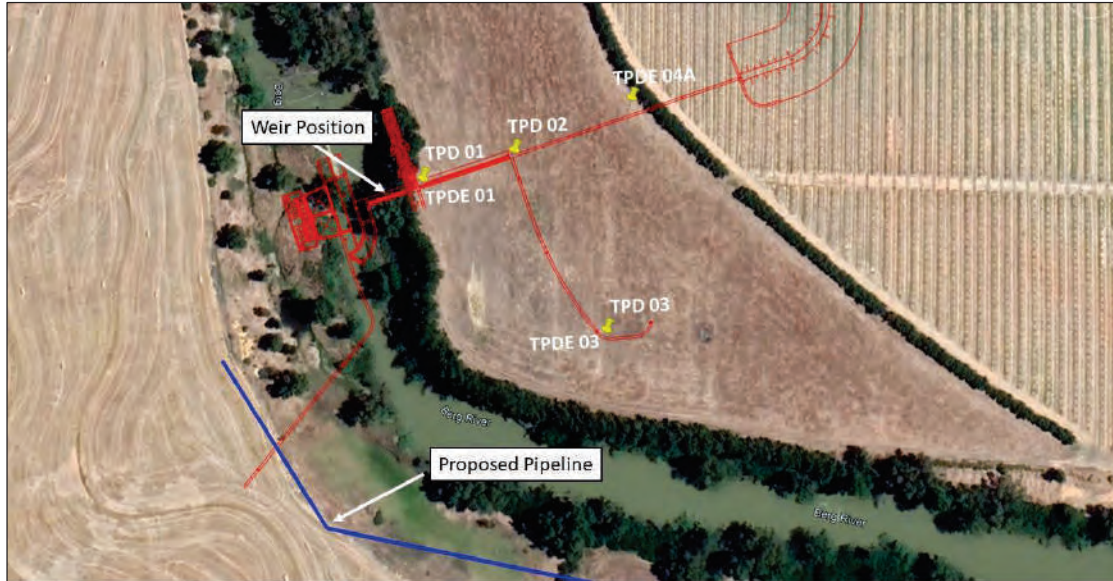 TPDE 04A
Berg
Weir Position
TPD 02
TPD 01
TPDE 01
TPD 03
TPDE 03
Berg River
Proposed Pipeline
Berg River